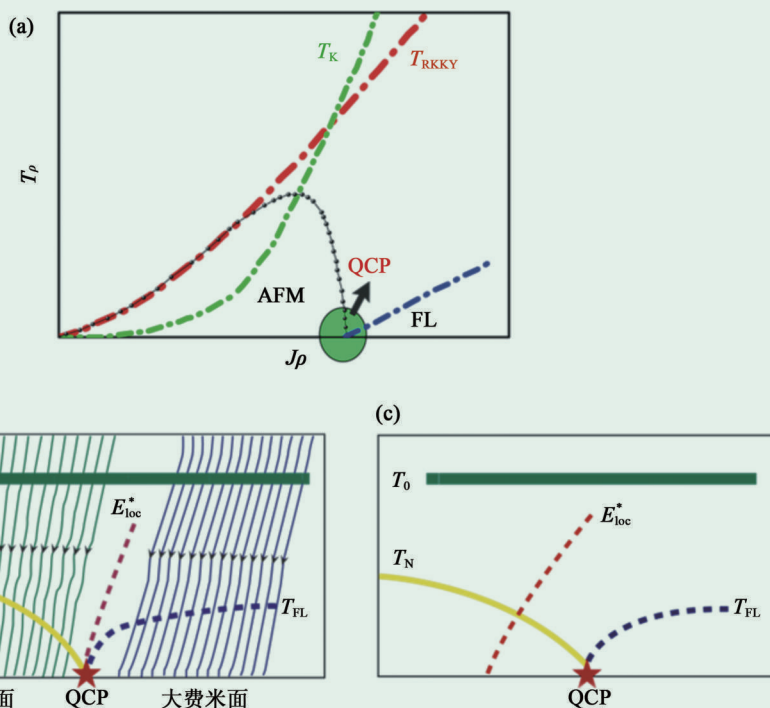 (a)
T_K
T_RKKY
T_ρ
QCP
AFM
FL
Jρ
E*_loc
T_FL
面 QCP 大费米面
(c)
T_0
E*_loc
T_N
T_FL
QCP